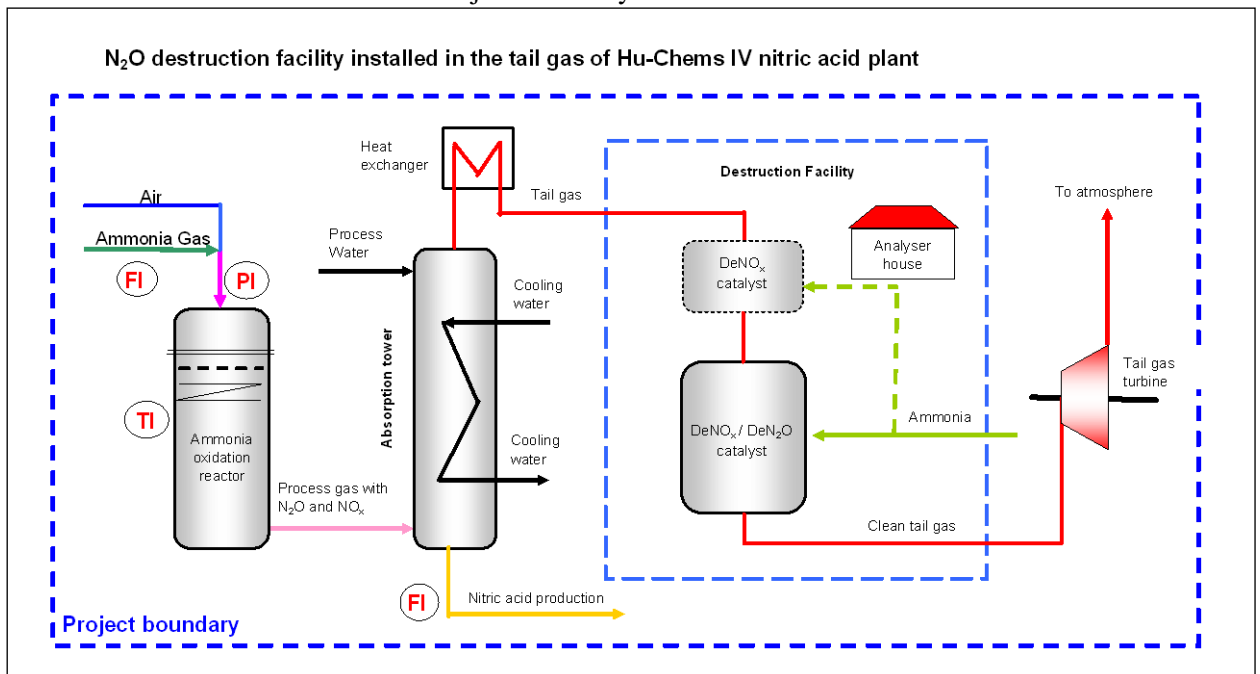 N₂O destruction facility installed in the tail gas of Hu-Chems IV nitric acid plant
Heat
exchanger
Tail gas
Destruction Facility
To atmosphere
Air
Ammonia Gas
FI
PI
Process
Water
Cooling
water
DeNOₓ
catalyst
Analyser
house
Absorption tower
Tail gas
turbine
TI
Ammonia
oxidation
reactor
DeNOₓ / DeN₂O
catalyst
Ammonia
Cooling
water
Process gas with
N₂O and NOₓ
Clean tail gas
FI
Nitric acid production
Project boundary